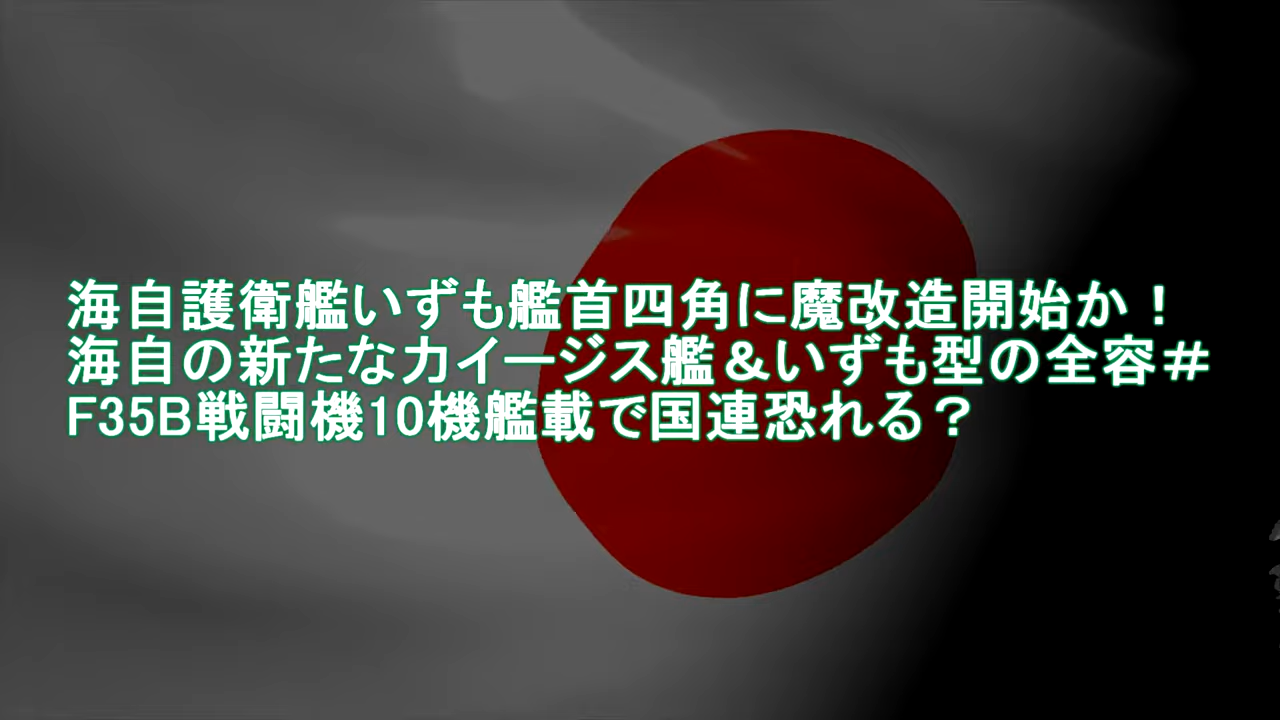 海自護衛艦いずも艦首四角に魔改造開始か！
海自の新たな力イージス艦＆いずも型の全容＃
F35B戦闘機10機艦載で国連恐れる？